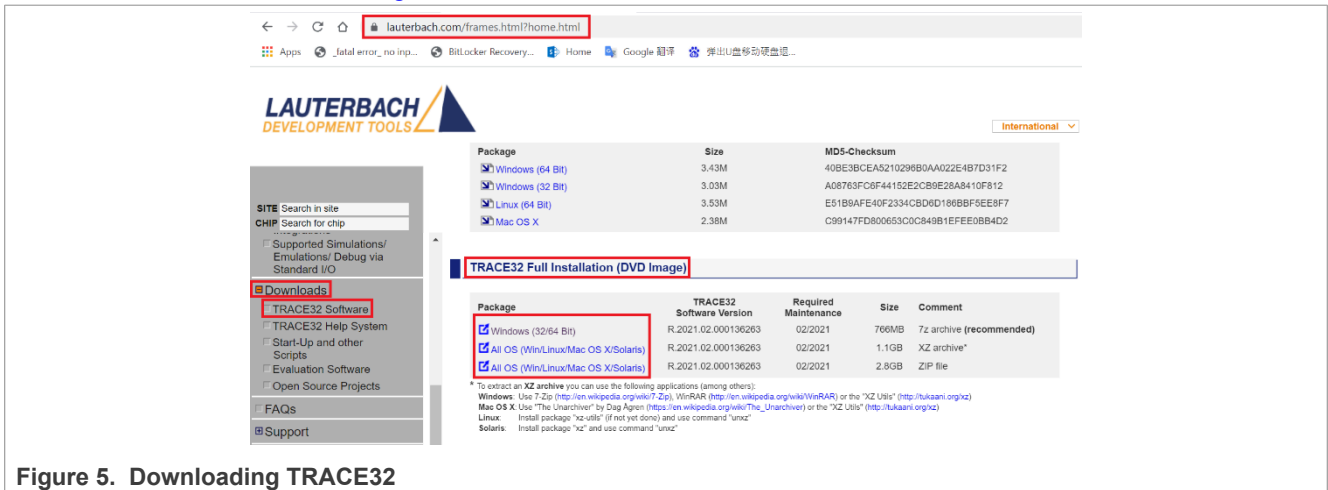 lauterbach.com/frames.html?home.html
Apps _fatal error_ no inp... BitLocker Recovery... Home Google 翻译 弹出U盘移动硬盘提...
LAUTERBACH
DEVELOPMENT TOOLS
International
Package Size MD5-Checksum
Windows (64 Bit) 3.43M 40BE3BCEA5210296B0AA022E4B7D31F2
Windows (32 Bit) 3.03M A08763FC6F44152E2CB9E28A8410F812
Linux (64 Bit) 3.53M E51B9AFE40F2334CBD6D186BBF5EE8F7
Mac OS X 2.38M C99147FD800653C0C849B1EFEE0BB4D2
SITE Search in site
CHIP Search for chip
Supported Simulations/
Emulations/ Debug via
Standard I/O
Downloads
TRACE32 Software
TRACE32 Help System
Start-Up and other
Scripts
Evaluation Software
Open Source Projects
FAQs
Support
TRACE32 Full Installation (DVD Image)
Package TRACE32 Software Version Required Maintenance Size Comment
Windows (32/64 Bit) R.2021.02.000136263 02/2021 766MB 7z archive (recommended)
All OS (Win/Linux/Mac OS X/Solaris) R.2021.02.000136263 02/2021 1.1GB XZ archive*
All OS (Win/Linux/Mac OS X/Solaris) R.2021.02.000136263 02/2021 2.8GB ZIP file
* To extract an XZ archive you can use the following applications (among others):
Windows: Use 7-Zip (http://en.wikipedia.org/wiki/7-Zip), WinRAR (http://en.wikipedia.org/wiki/WinRAR) or the "XZ Utils" (http://tukaani.org/xz)
Mac OS X: Use "The Unarchiver" by Dag Ågren (https://en.wikipedia.org/wiki/The_Unarchiver) or the "XZ Utils" (http://tukaani.org/xz)
Linux: Install package "xz-utils" (if not yet done) and use command "unxz"
Solaris: Install package "xz" and use command "unxz"
Figure 5. Downloading TRACE32